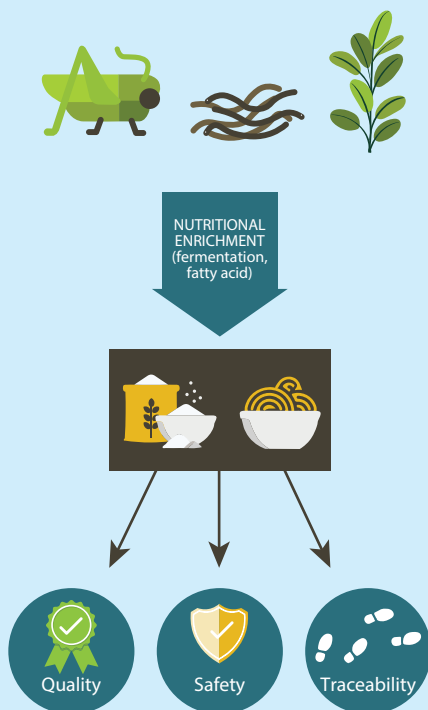 NUTRITIONAL
ENRICHMENT
(fermentation,
fatty acid)
Quality
Safety
Traceability